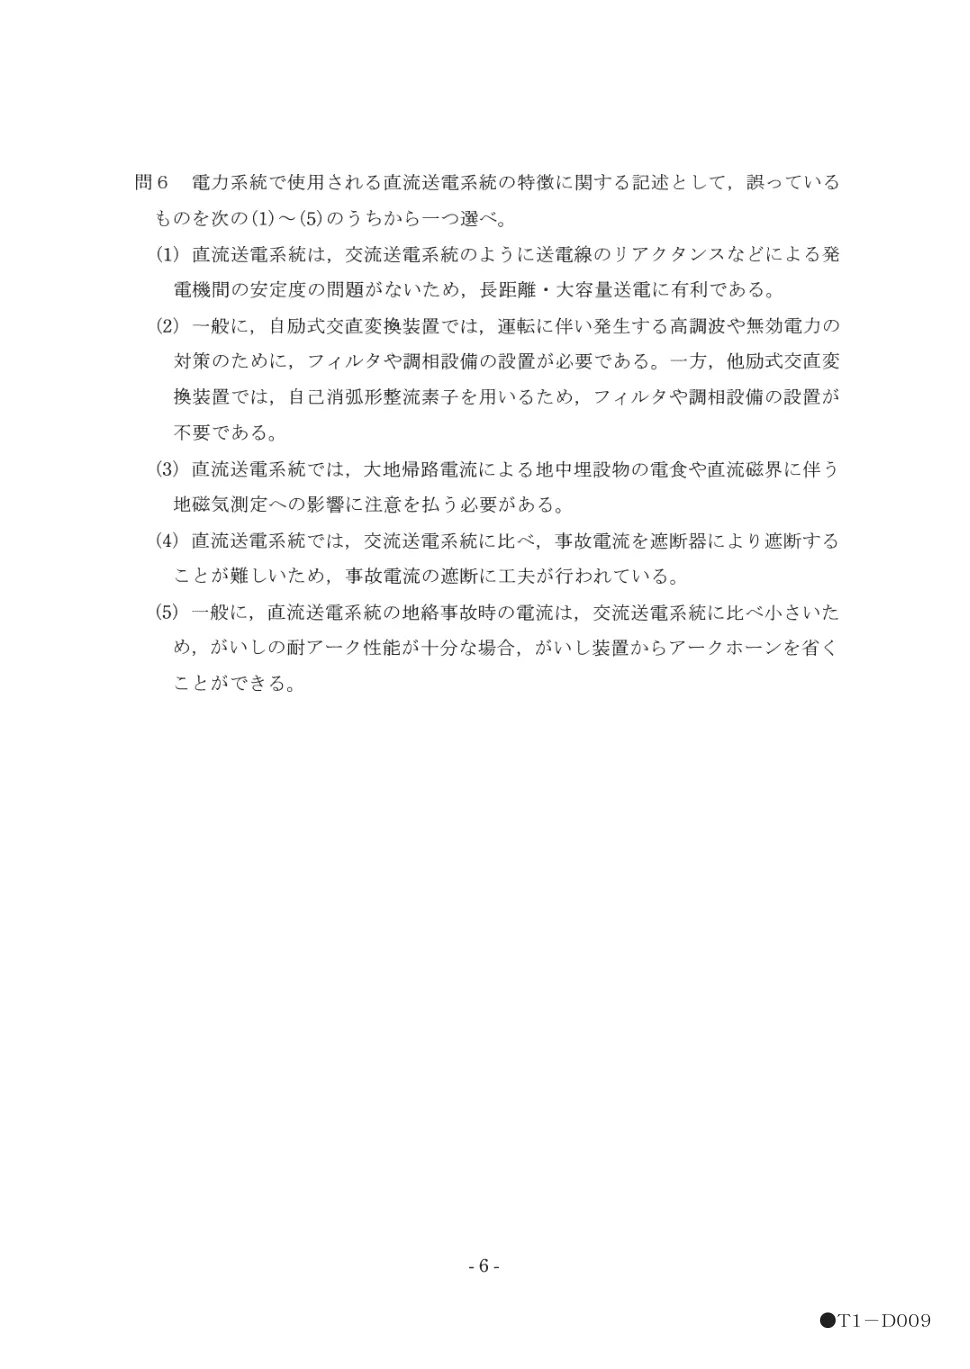 問６　電力系統で使用される直流送電系統の特徴に関する記述として，誤っている
ものを次の(1)～(5)のうちから一つ選べ。
(1) 直流送電系統は，交流送電系統のように送電線のリアクタンスなどによる発
電機間の安定度の問題がないため，長距離・大容量送電に有利である。
(2) 一般に，自励式交直変換装置では，運転に伴い発生する高調波や無効電力の
対策のために，フィルタや調相設備の設置が必要である。一方，他励式交直変
換装置では，自己消弧形整流素子を用いるため，フィルタや調相設備の設置が
不要である。
(3) 直流送電系統では，大地帰路電流による地中埋設物の電食や直流磁界に伴う
地磁気測定への影響に注意を払う必要がある。
(4) 直流送電系統では，交流送電系統に比べ，事故電流を遮断器により遮断する
ことが難しいため，事故電流の遮断に工夫が行われている。
(5) 一般に，直流送電系統の地絡事故時の電流は，交流送電系統に比べ小さいた
め，がいしの耐アーク性能が十分な場合，がいし装置からアークホーンを省く
ことができる。
- 6 -
●T1－D009